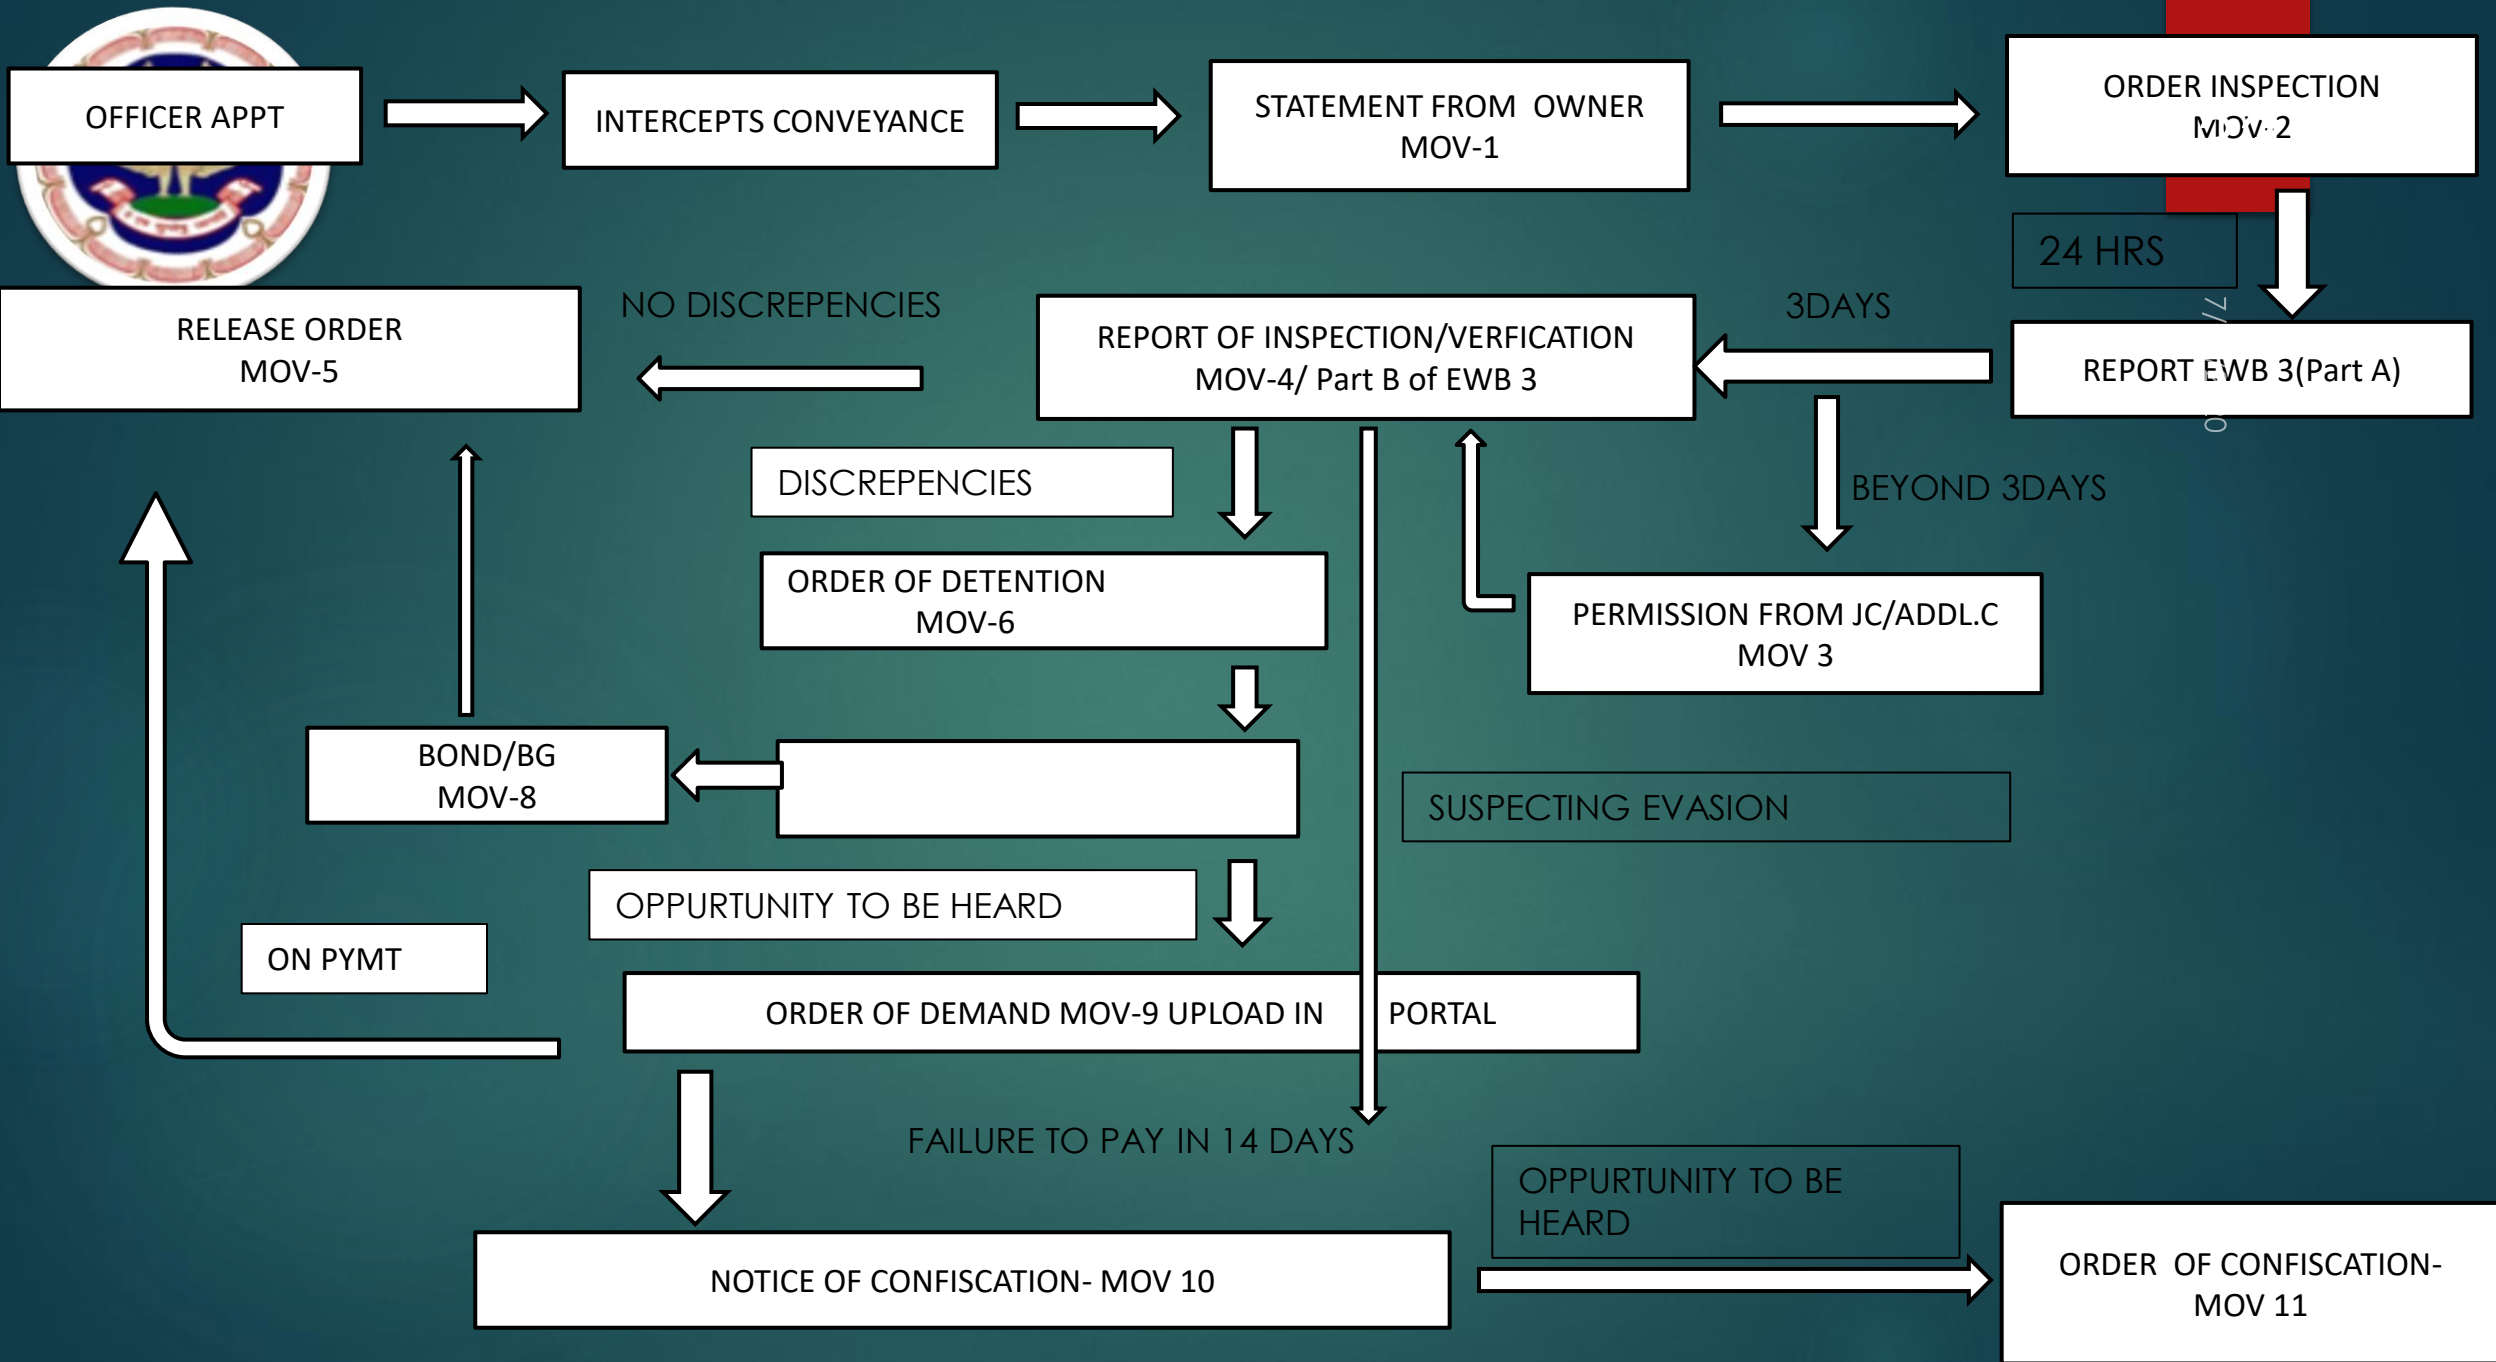 OFFICER APPT
INTERCEPTS CONVEYANCE
STATEMENT FROM OWNER
MOV-1
ORDER INSPECTION
MOV-2
24 HRS
RELEASE ORDER
MOV-5
NO DISCREPENCIES
REPORT OF INSPECTION/VERFICATION
MOV-4/ Part B of EWB 3
3DAYS
REPORT EWB 3(Part A)
DISCREPENCIES
BEYOND 3DAYS
ORDER OF DETENTION
MOV-6
PERMISSION FROM JC/ADDL.C
MOV 3
BOND/BG
MOV-8
SUSPECTING EVASION
OPPURTUNITY TO BE HEARD
ON PYMT
ORDER OF DEMAND MOV-9 UPLOAD IN PORTAL
FAILURE TO PAY IN 14 DAYS
OPPURTUNITY TO BE
HEARD
NOTICE OF CONFISCATION- MOV 10
ORDER OF CONFISCATION-
MOV 11